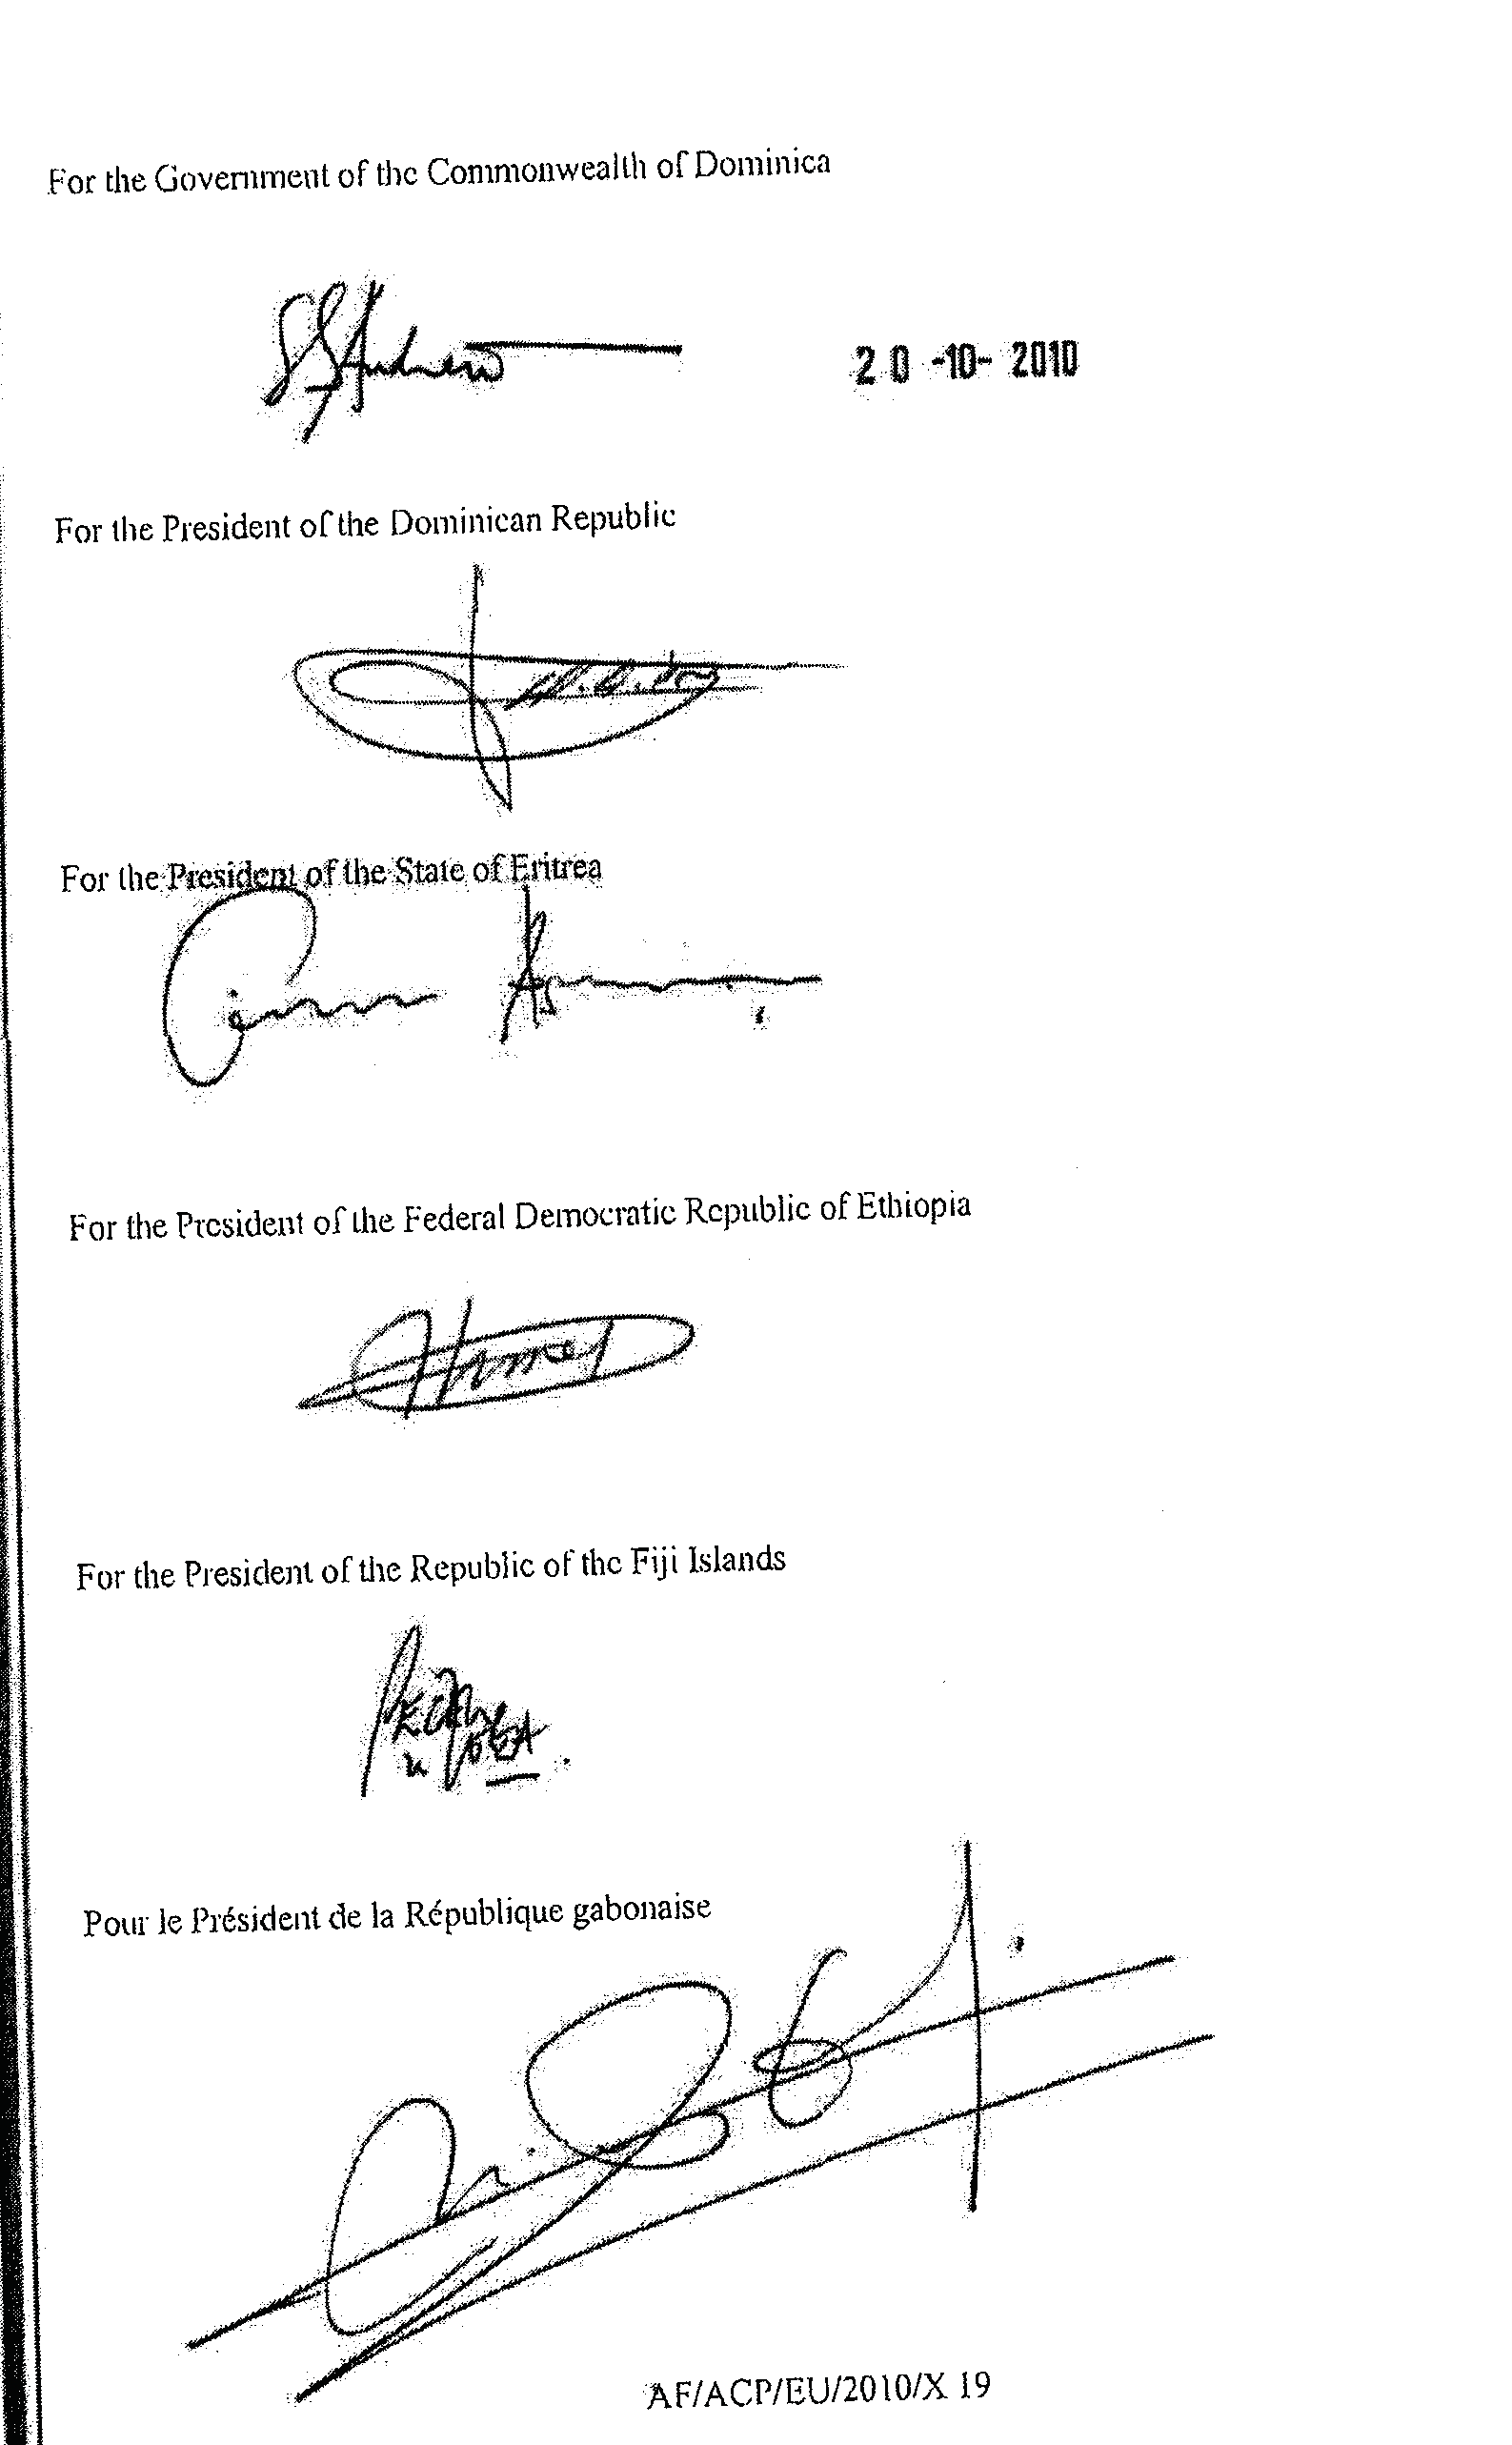 For the Government of the Commonwealth of Dominica
20 -10- 2010
For the President of the Dominican Republic
For the President of the State of Eritrea
For the President of the Federal Democratic Republic of Ethiopia
For the President of the Republic of the Fiji Islands
Pour le Président de la République gabonaise
AF/ACP/EU/2010/X 19